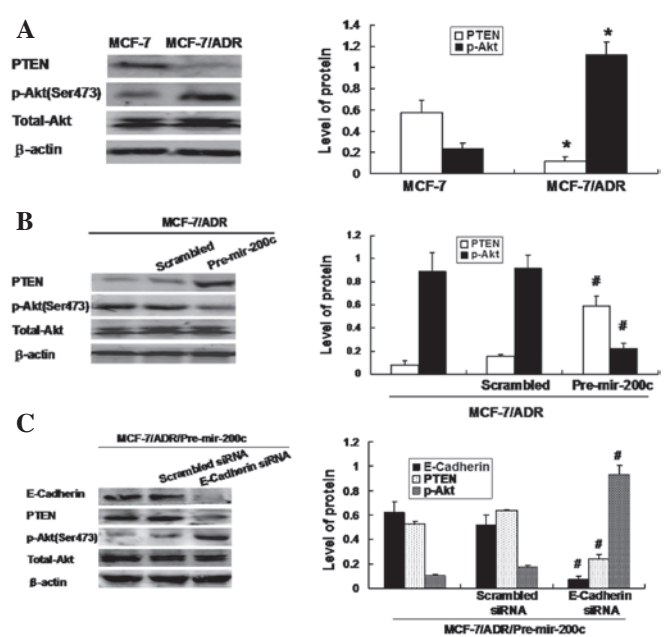 A
MCF-7 MCF-7/ADR
PTEN
p-Akt(Ser473)
Total-Akt
β-actin
Level of protein
1.4
1.2
1
0.8
0.6
0.4
0.2
0
PTEN
p-Akt
*
*
MCF-7 MCF-7/ADR
B
MCF-7/ADR
Scrambled
Pre-mir-200c
PTEN
p-Akt(Ser473)
Total-Akt
β-actin
Level of protein
1.2
1
0.8
0.6
0.4
0.2
0
PTEN
p-Akt
#
#
Scrambled Pre-mir-200c
MCF-7/ADR
C
MCF-7/ADR/Pre-mir-200c
Scrambled siRNA
E-Cadherin siRNA
E-Cadherin
PTEN
p-Akt(Ser473)
Total-Akt
β-actin
Level of protein
1.2
1
0.8
0.6
0.4
0.2
0
E-Cadherin
PTEN
p-Akt
#
#
#
Scrambled E-Cadherin
siRNA siRNA
MCF-7/ADR/Pre-mir-200c